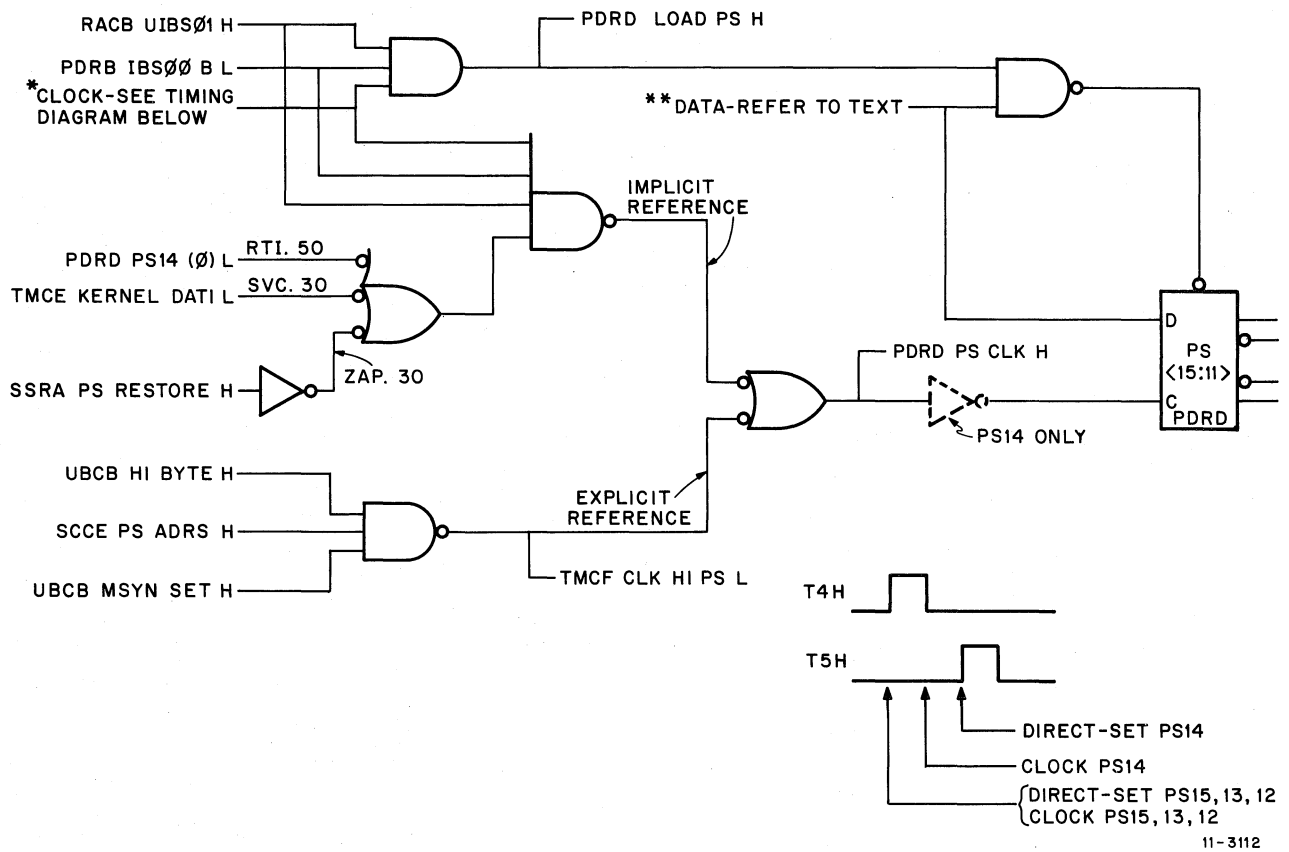 RACB UIBSØ1 H
PDRD LOAD PS H
PDRB IBSØØ B L
*CLOCK-SEE TIMING
DIAGRAM BELOW
**DATA-REFER TO TEXT
IMPLICIT
REFERENCE
PDRD PS14 (Ø) L
RTI. 50
TMCE KERNEL DATI L
SVC. 30
ZAP. 30
SSRA PS RESTORE H
PDRD PS CLK H
PS14 ONLY
D
PS
<15:11>
C
PDRD
UBCB HI BYTE H
SCCE PS ADRS H
UBCB MSYN SET H
EXPLICIT
REFERENCE
TMCF CLK HI PS L
T4H
T5H
DIRECT-SET PS14
CLOCK PS14
DIRECT-SET PS15, 13, 12
CLOCK PS15, 13, 12
11-3112